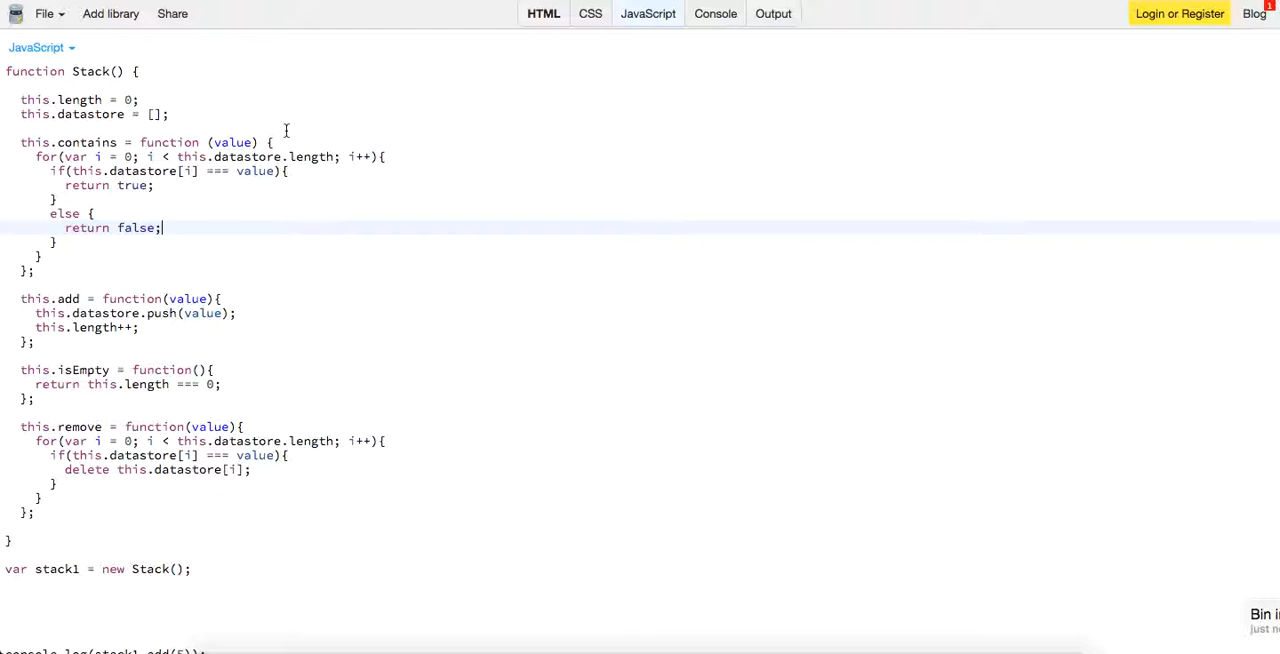 File Add library Share HTML CSS JavaScript Console Output Login or Register Blog 1
JavaScript
function Stack() {
this.length = 0;
this.datastore = [];
this.contains = function (value) {
for(var i = 0; i < this.datastore.length; i++){
if(this.datastore[i] === value){
return true;
}
else {
return false;
}
}
};
this.add = function(value){
this.datastore.push(value);
this.length++;
};
this.isEmpty = function(){
return this.length === 0;
};
this.remove = function(value){
for(var i = 0; i < this.datastore.length; i++){
if(this.datastore[i] === value){
delete this.datastore[i];
}
}
};
}
var stack1 = new Stack();
Bin
just